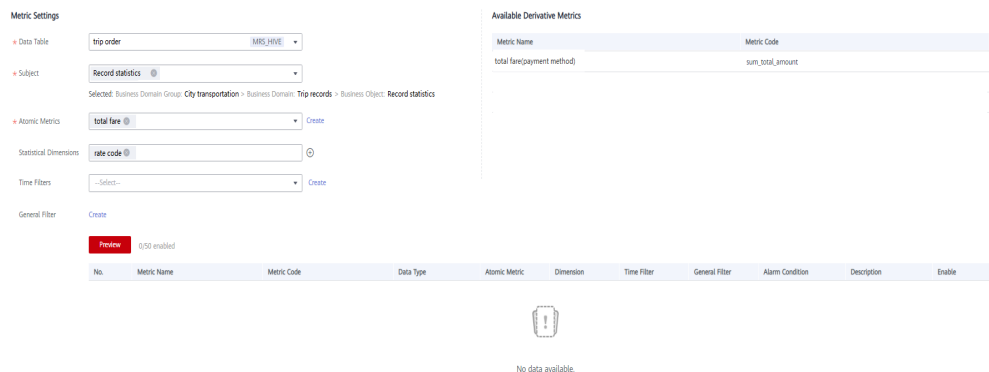 Metric Settings
* Data Table trip order MRS_HIVE
* Subject Record statistics
Selected: Business Domain Group: City transportation > Business Domain: Trip records > Business Object: Record statistics
* Atomic Metrics total fare Create
Statistical Dimensions rate code
Time Filters --Select-- Create
General Filter Create
Preview 0/50 enabled
Available Derivative Metrics
Metric Name Metric Code
total fare(payment method) sum_total_amount
No. Metric Name Metric Code Data Type Atomic Metric Dimension Time Filter General Filter Alarm Condition Description Enable
No data available.